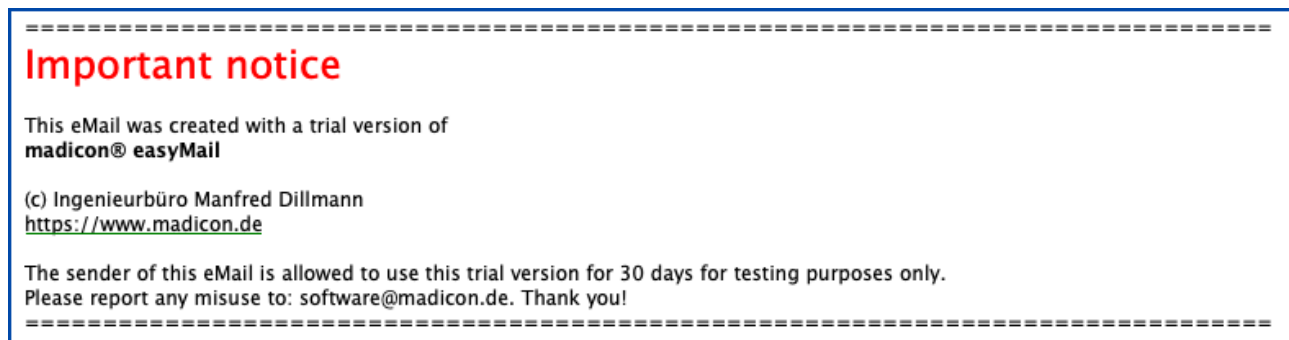 ================================================================================
Important notice
This eMail was created with a trial version of
madicon® easyMail
(c) Ingenieurbüro Manfred Dillmann
https://www.madicon.de
The sender of this eMail is allowed to use this trial version for 30 days for testing purposes only.
Please report any misuse to: software@madicon.de. Thank you!
================================================================================